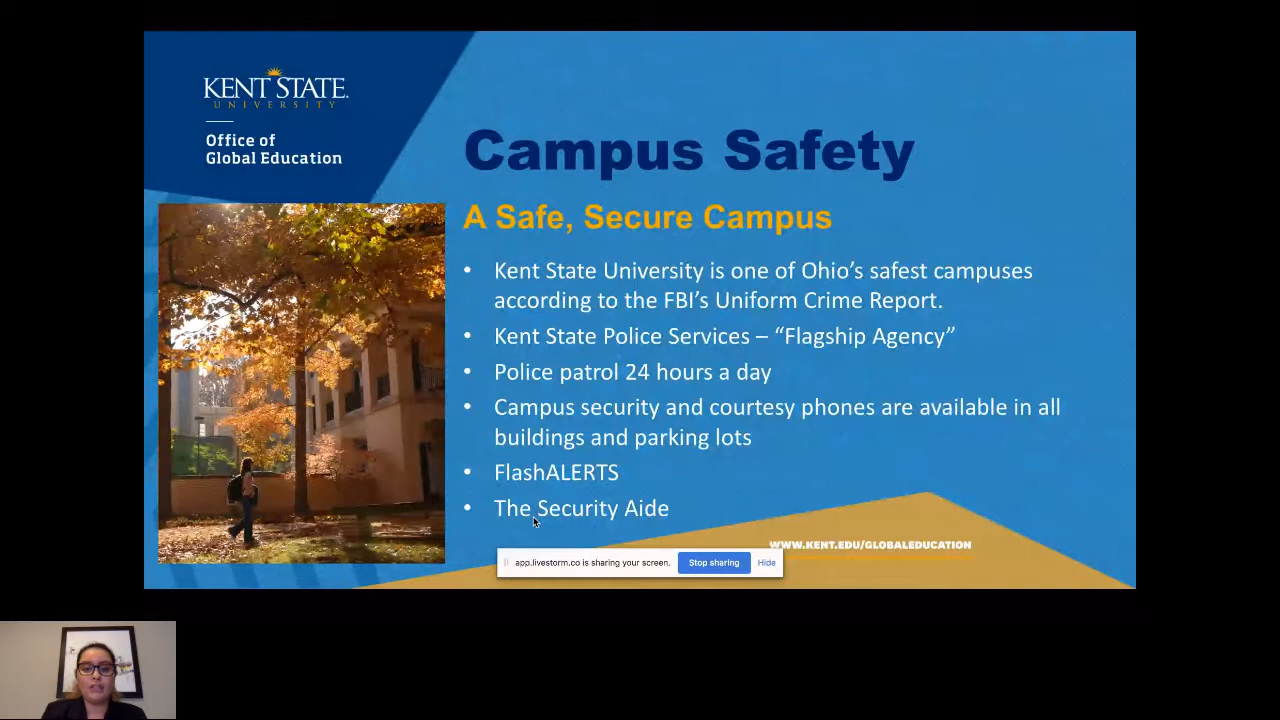 KENT STATE
UNIVERSITY
Office of
Global Education
Campus Safety
A Safe, Secure Campus
• Kent State University is one of Ohio’s safest campuses
according to the FBI’s Uniform Crime Report.
• Kent State Police Services – “Flagship Agency”
• Police patrol 24 hours a day
• Campus security and courtesy phones are available in all
buildings and parking lots
• FlashALERTS
• The Security Aide
WWW.KENT.EDU/GLOBALEDUCATION
app.livestorm.co is sharing your screen. Stop sharing Hide